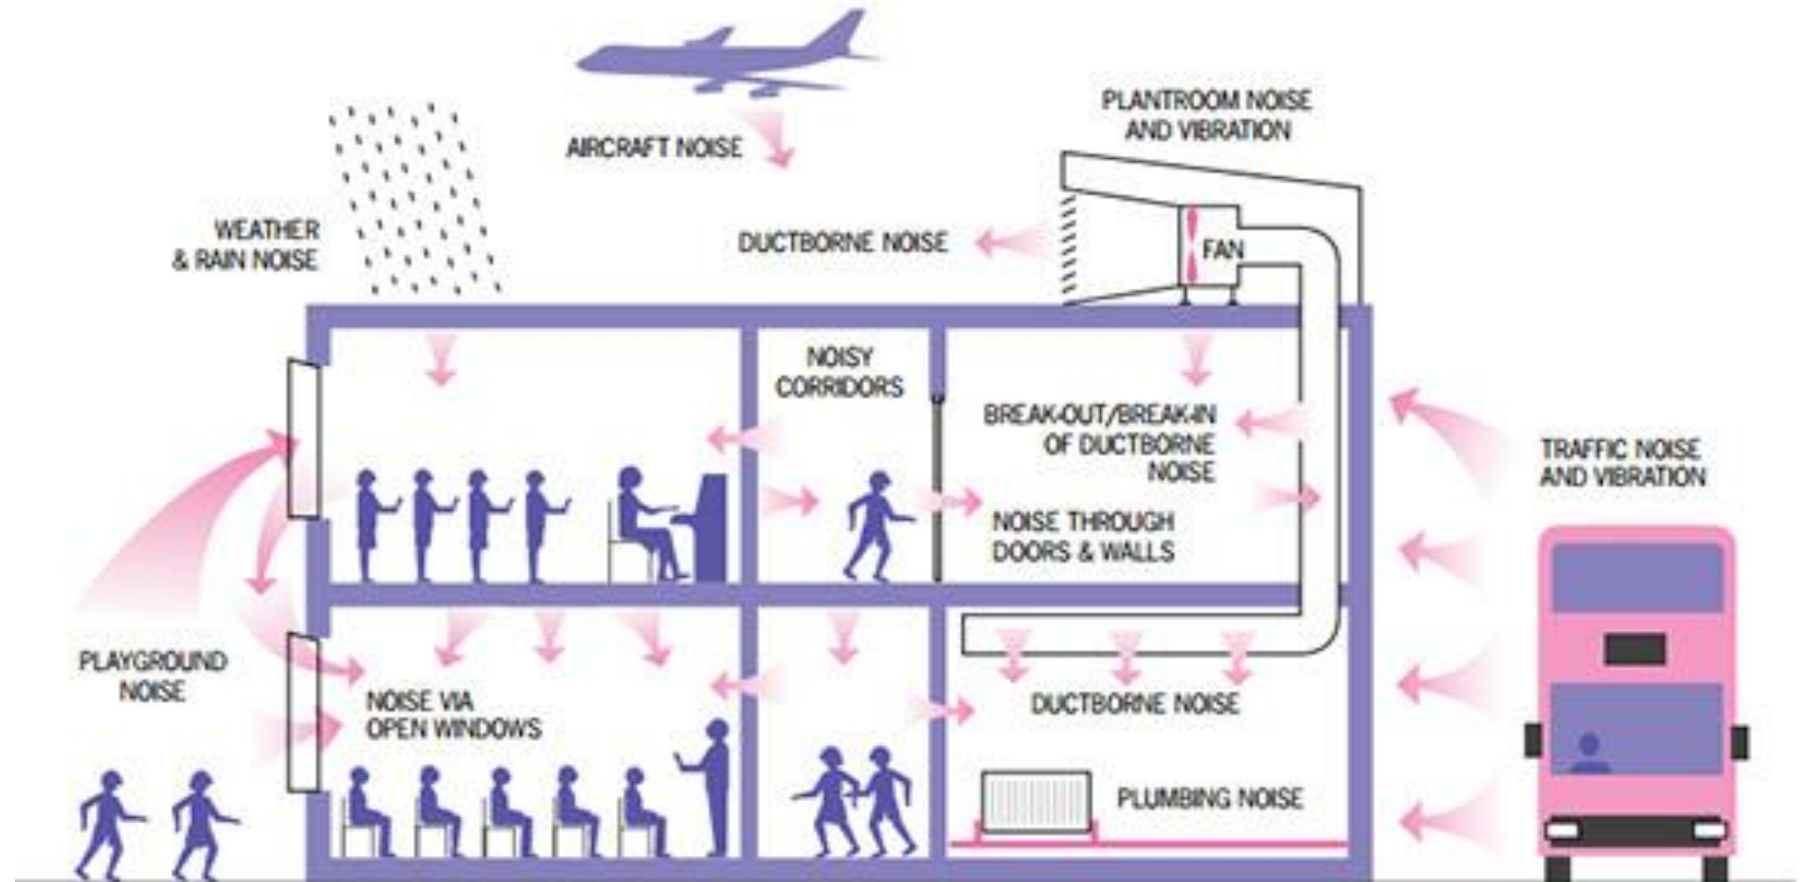 PLANTROOM NOISE
AND VIBRATION
AIRCRAFT NOISE
WEATHER
& RAIN NOISE
DUCTBORNE NOISE
FAN
NOISY
CORRIDORS
BREAK-OUT/BREAK-IN
OF DUCTBORNE
NOISE
NOISE THROUGH
DOORS & WALLS
TRAFFIC NOISE
AND VIBRATION
PLAYGROUND
NOISE
NOISE VIA
OPEN WINDOWS
DUCTBORNE NOISE
PLUMBING NOISE